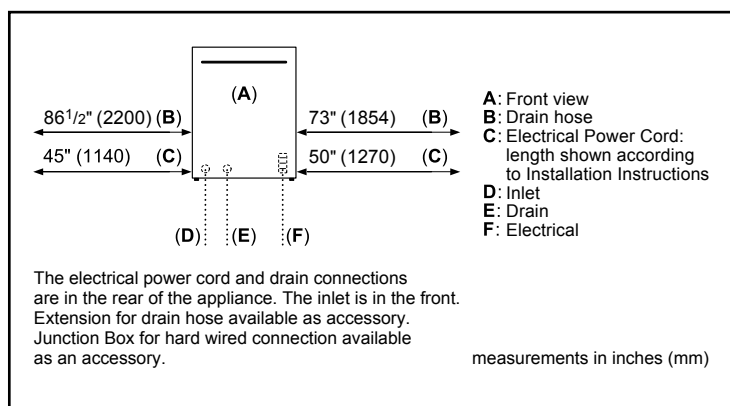 (A)
86 1/2" (2200) (B)
73" (1854) (B)
45" (1140) (C)
50" (1270) (C)
(D) (E) (F)
A: Front view
B: Drain hose
C: Electrical Power Cord:
length shown according
to Installation Instructions
D: Inlet
E: Drain
F: Electrical
The electrical power cord and drain connections
are in the rear of the appliance. The inlet is in the front.
Extension for drain hose available as accessory.
Junction Box for hard wired connection available
as an accessory.
measurements in inches (mm)